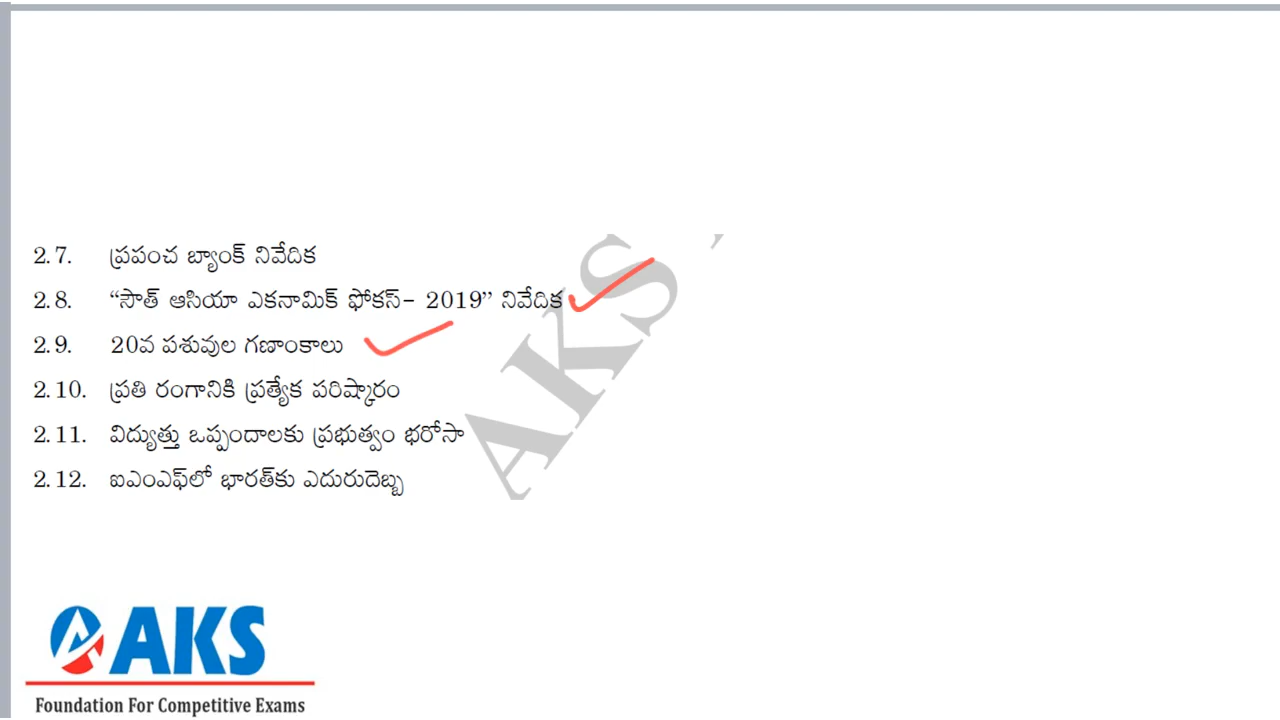 2.7. ప్రపంచ బ్యాంక్ నివేదిక
2.8. “సౌత్ ఆసియా ఎకనామిక్ ఫోకస్- 2019” నివేదిక
2.9. 20వ పశువుల గణాంకాలు
2.10. ప్రతి రంగానికి ప్రత్యేక పరిష్కారం
2.11. విద్యుత్తు ఒప్పందాలకు ప్రభుత్వం భరోసా
2.12. ఐఎంఎఫ్‌లో భారత్‌కు ఎదురుదెబ్బ
AKS
AKS
Foundation For Competitive Exams